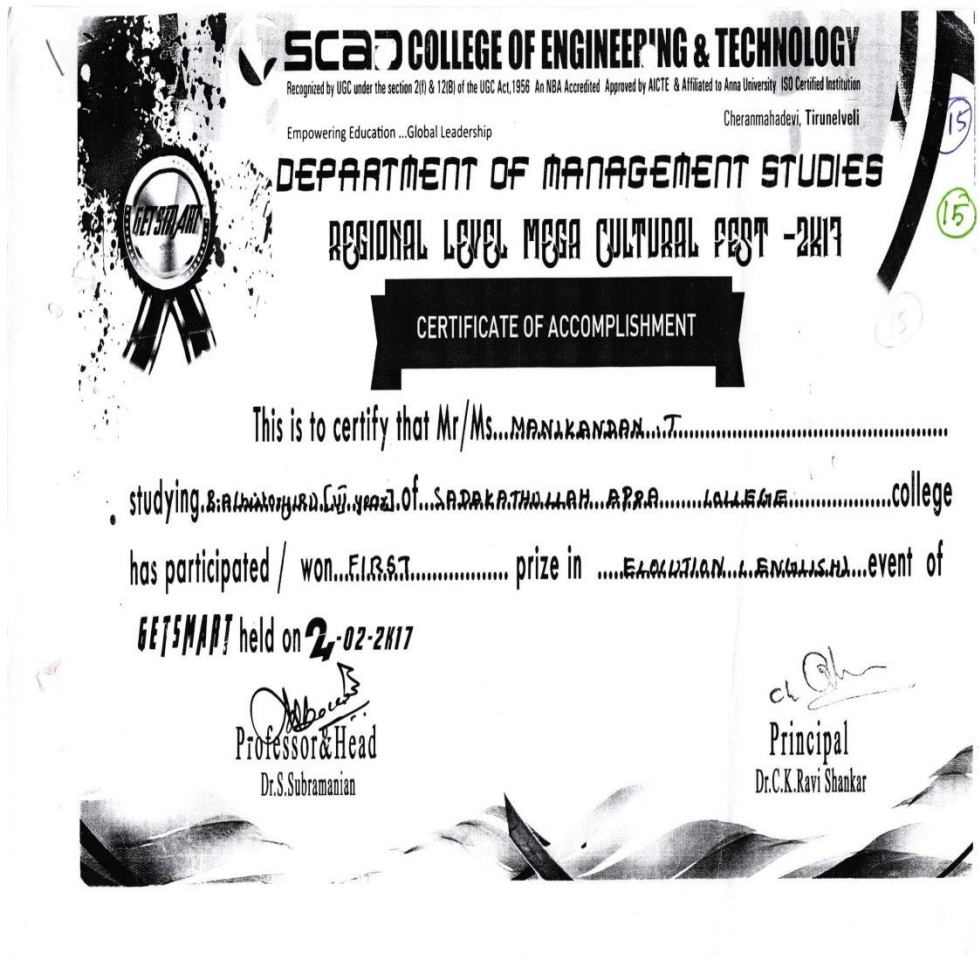 SCAD COLLEGE OF ENGINEERING & TECHNOLOGY
Recognized by UGC under the section 2(f) & 12(B) of the UGC Act,1956 An NBA Accredited Approved by AICTE & Affiliated to Anna University ISO Certified Institution
Cheranmahadevi, Tirunelveli
Empowering Education ...Global Leadership
15
DEPARTMENT OF MANAGEMENT STUDIES
GETSMART
15
REGIONAL LEVEL MEGA CULTURAL FEST -2K17
15
CERTIFICATE OF ACCOMPLISHMENT
This is to certify that Mr/Ms...MANIKANDAN..T...
studying of...SADAKATHULLAH APPA COLLEGE...college
has participated / won...FIRST... prize in ...ELOCUTION (ENGLISH)...event of
GETSMART held on 2-02-2K17
Professor&Head
Principal
Dr.S.Subramanian
Dr.C.K.Ravi Shankar